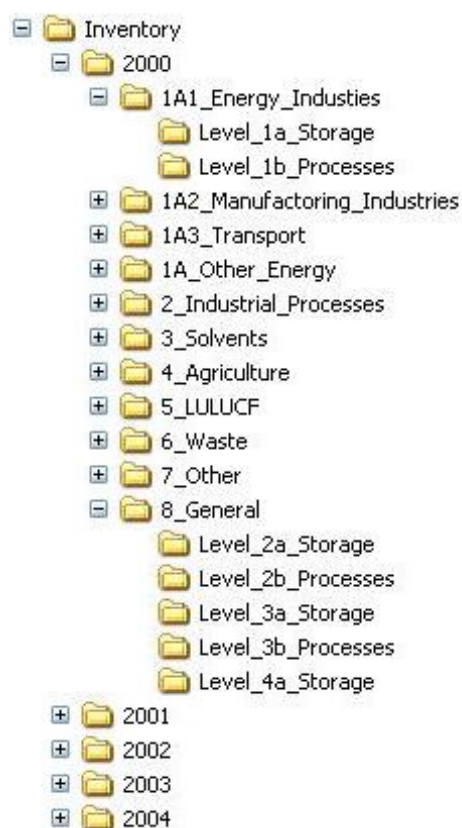 Inventory
2000
1A1_Energy_Industies
Level_1a_Storage
Level_1b_Processes
1A2_Manufactoring_Industries
1A3_Transport
1A_Other_Energy
2_Industrial_Processes
3_Solvents
4_Agriculture
5_LULUCF
6_Waste
7_Other
8_General
Level_2a_Storage
Level_2b_Processes
Level_3a_Storage
Level_3b_Processes
Level_4a_Storage
2001
2002
2003
2004